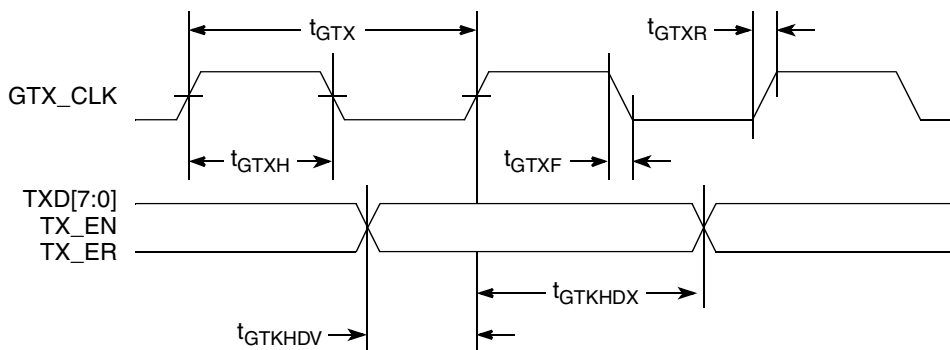 tGTX
tGTXR
GTX_CLK
tGTXH
tGTXF
TXD[7:0]
TX_EN
TX_ER
tGTKHDX
tGTKHDV